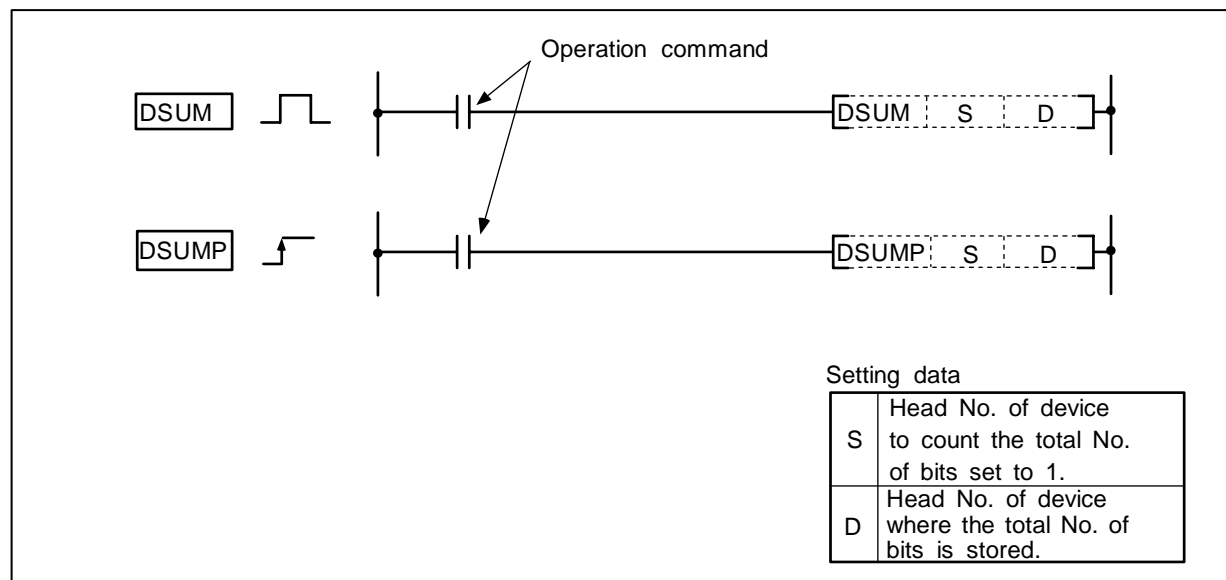 Operation command
DSUM
DSUM S D
DSUMP
DSUMP S D
Setting data
S
Head No. of device
to count the total No.
of bits set to 1.
D
Head No. of device
where the total No. of
bits is stored.